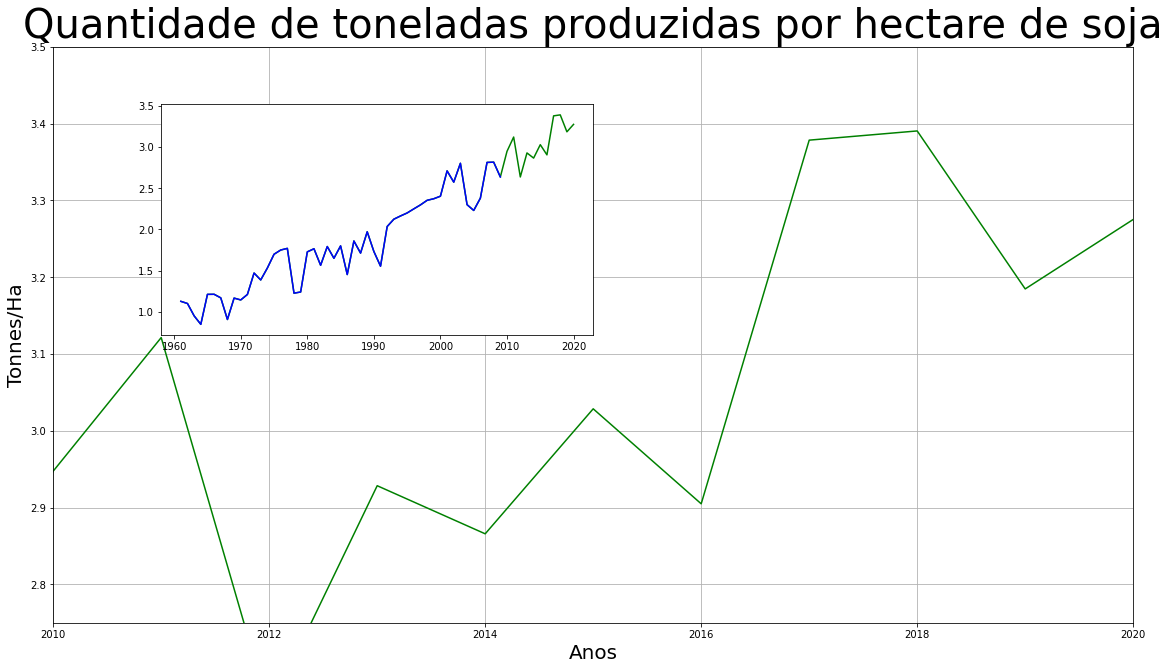 Quantidade de toneladas produzidas por hectare de soja
3.5
3.4
3.3
3.2
3.1
3.0
2.9
2.8
Tonnes/Ha
3.5
3.0
2.5
2.0
1.5
1.0
1960 1970 1980 1990 2000 2010 2020
2010 2012 2014 2016 2018 2020
Anos